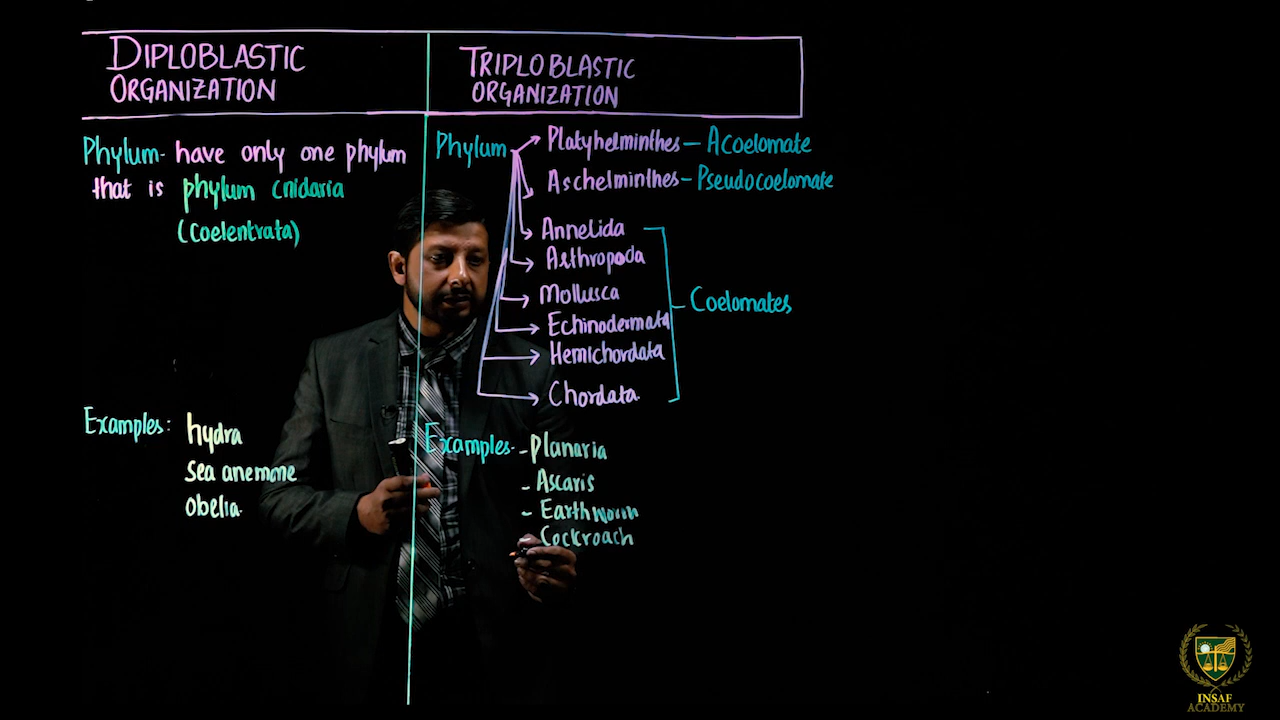 DIPLOBLASTIC
ORGANIZATION
Phylum- have only one phylum
that is phylum cnidaria
(Coelentrata)
Examples: hydra
Sea anemone
Obelia.
TRIPLOBLASTIC
ORGANIZATION
Phylum
Platyhelminthes - Acoelomate
Aschelminthes - Pseudocoelomate
Annelida
Arthropoda
Mollusca
Echinodermata
Hemichordata
Chordata.
Coelomates
Examples- - Planaria
- Ascaris
- Earthworm
- Cockroach
INSAF
ACADEMY